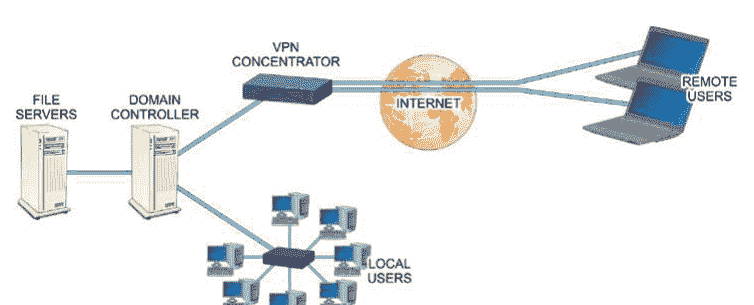 VPN
CONCENTRATOR
FILE
SERVERS
DOMAIN
CONTROLLER
INTERNET
REMOTE
USERS
LOCAL
USERS